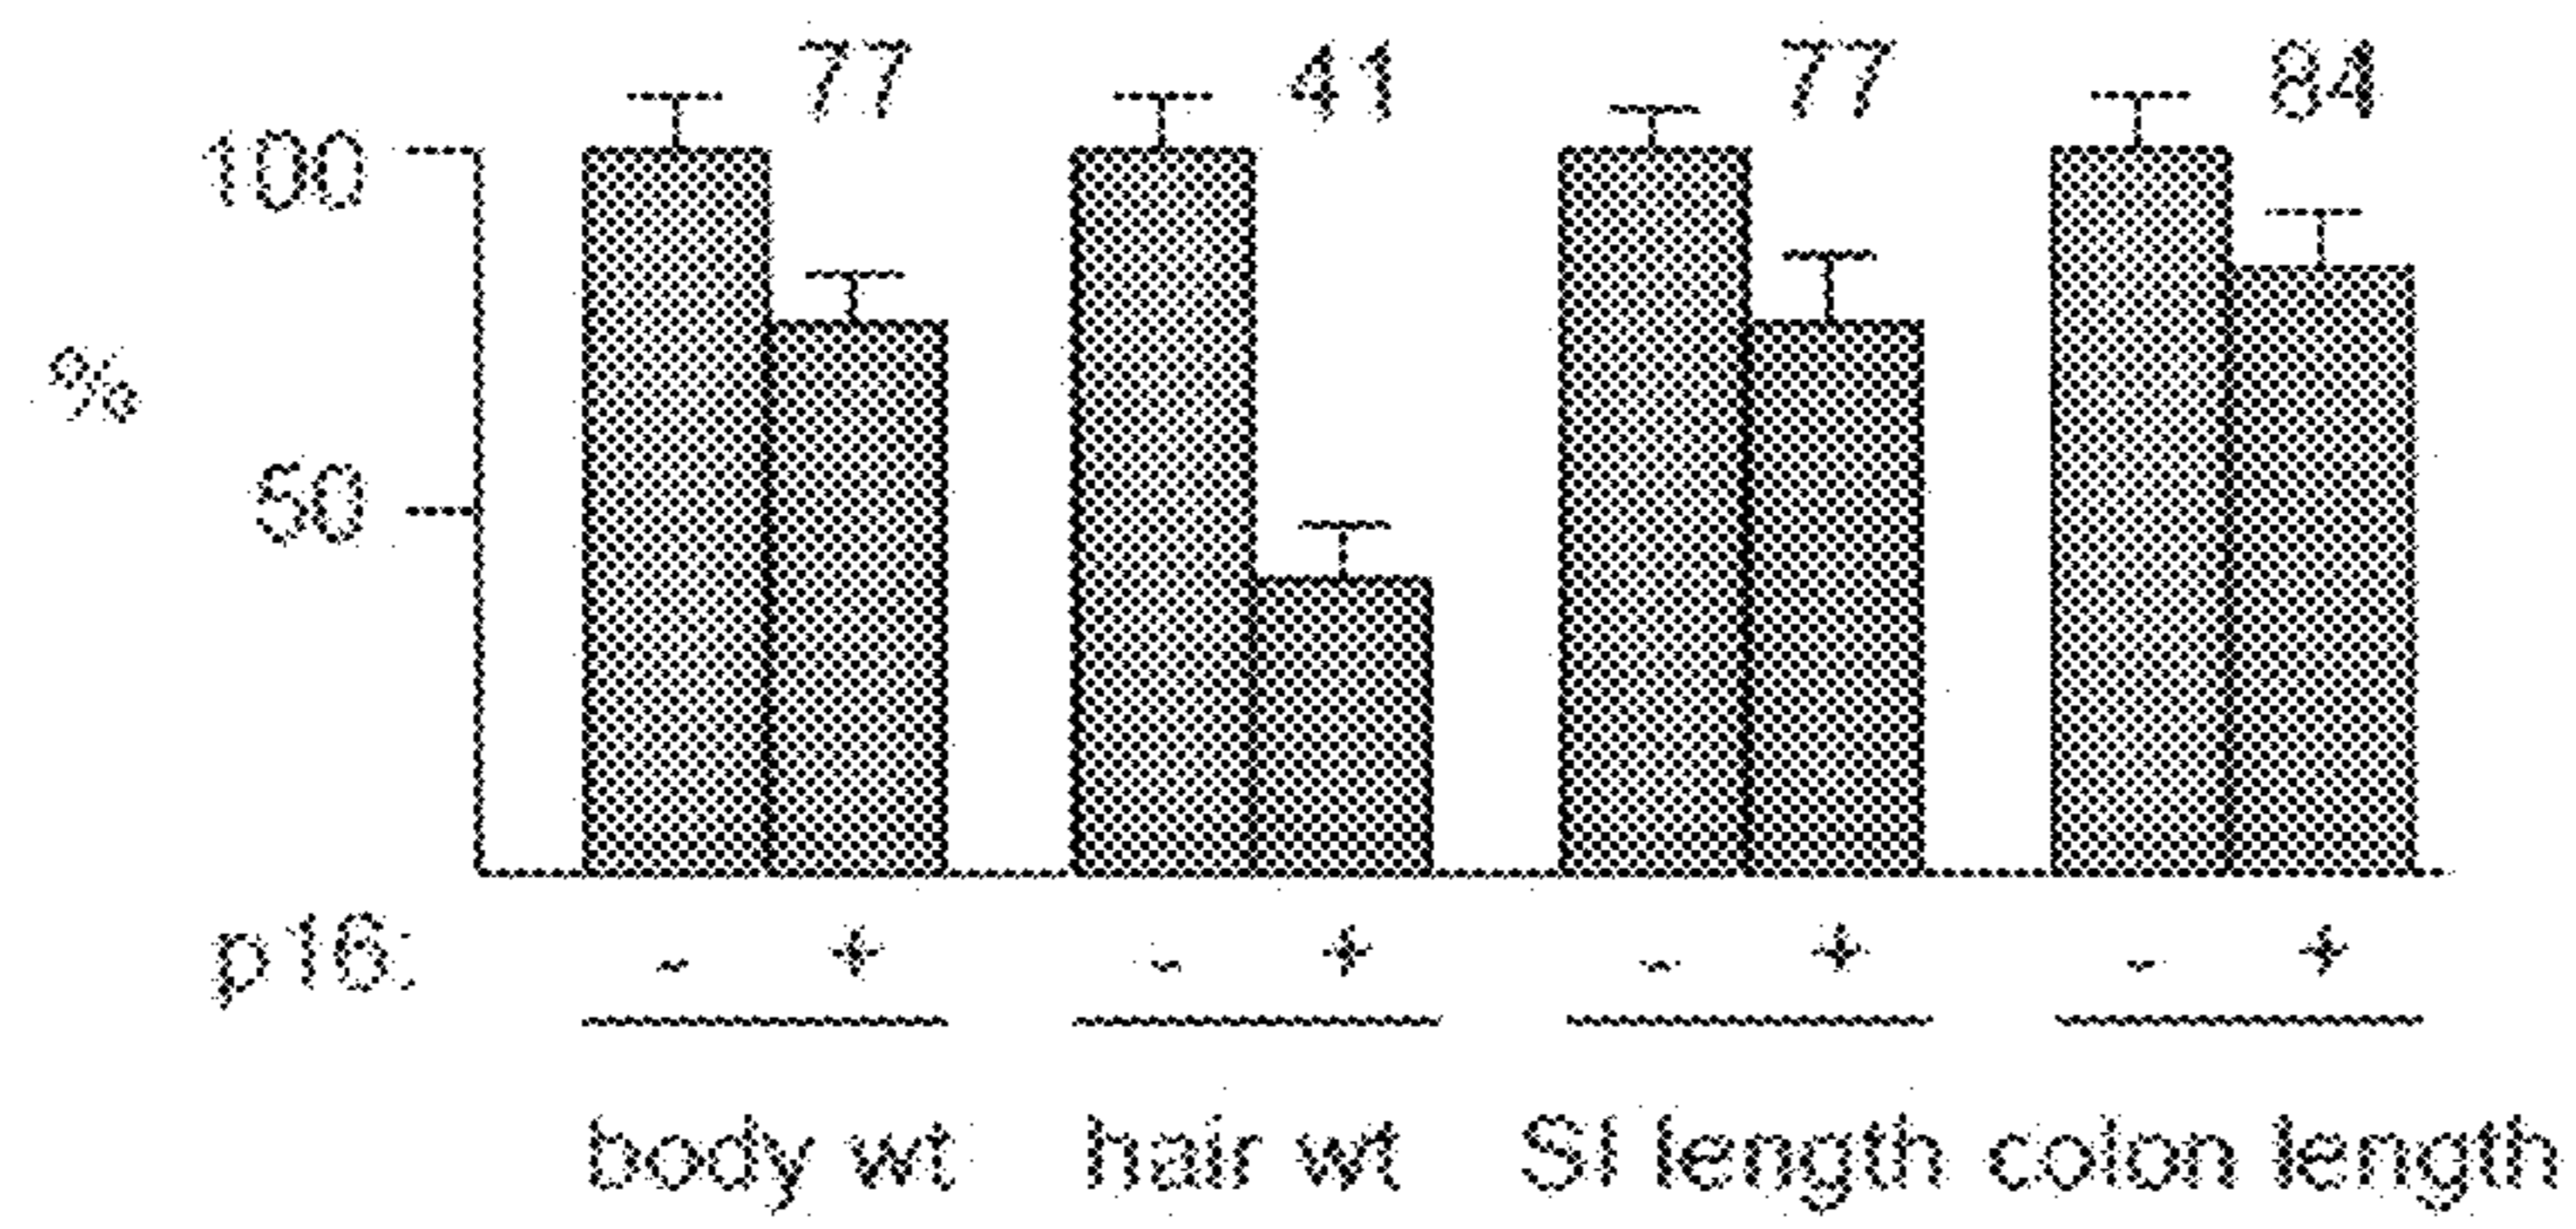 77 41 77 84
100
%
50
p16: - + - + - + - +
body wt hair wt SI length colon length